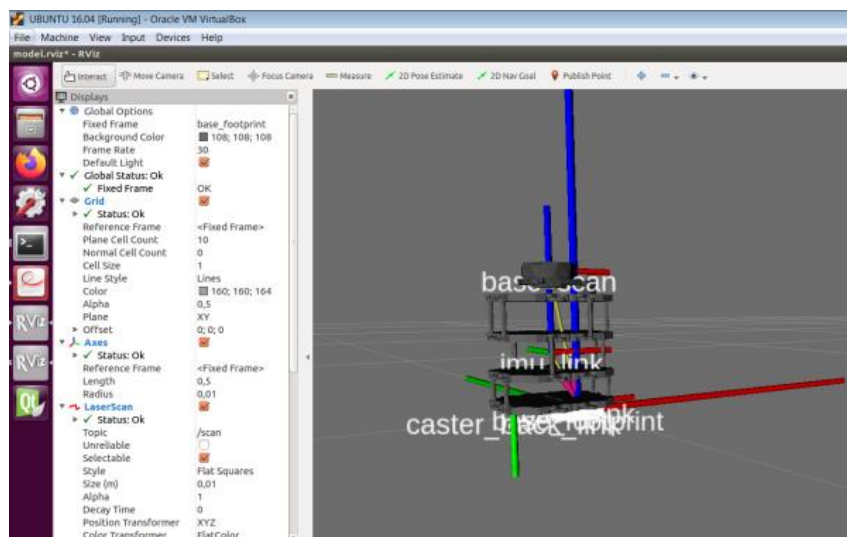 UBUNTU 16.04 [Running] - Oracle VM VirtualBox
File Machine View Input Devices Help
model.rviz* - RViz
Interact Move Camera Select Focus Camera Measure 2D Pose Estimate 2D Nav Goal Publish Point
Displays
Global Options
Fixed Frame base_footprint
Background Color 108; 108; 108
Frame Rate 30
Default Light
Global Status: Ok
Fixed Frame OK
Grid
Status: Ok
Reference Frame <Fixed Frame>
Plane Cell Count 10
Normal Cell Count 0
Cell Size 1
Line Style Lines
Color 160; 160; 164
Alpha 0,5
Plane XY
Offset 0; 0; 0
Axes
Status: Ok
Reference Frame <Fixed Frame>
Length 0,5
Radius 0,01
LaserScan
Status: Ok
Topic /scan
Unreliable
Selectable
Style Flat Squares
Size (m) 0,01
Alpha 1
Decay Time 0
Position Transformer XYZ
Color Transformer FlatColor
base_scan
imu_link
caster_back_link
RViz
RViz
Qt